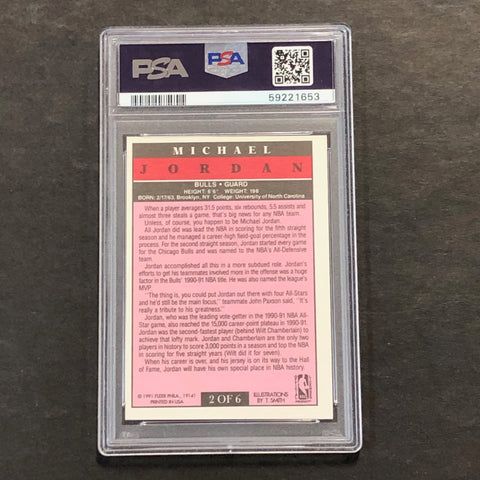 PSA
PSA
59221653
MICHAEL
JORDAN
BULLS • GUARD
HEIGHT: 6'6" WEIGHT: 198
BORN: 2/17/63, Brooklyn, NY College: University of North Carolina
When a player averages 31.5 points, six rebounds, 5.5 assists and
almost three steals a game, that's big news for any NBA team.
Unless, of course, you happen to be Michael Jordan.
All Jordan did was lead the NBA in scoring for the fifth straight
season and he managed a career-high field-goal percentage in the
process. For the second straight season, Jordan started every game
for the Chicago Bulls and was named to the NBA's All-Defensive
team.
Jordan accomplished all this in a more subdued role. Jordan's
efforts to get his teammates involved more in the offense was a huge
factor in the Bulls' 1990-91 NBA title. He also was named the league's
MVP.
"The thing is, you could put Jordan out there with four All-Stars
and he'd still be the main focus," teammate John Paxson said, "It's
really a tribute to his greatness."
Jordan, who was the leading vote-getter in the 1990-91 NBA All-
Star game, also reached the 15,000 career-point plateau in 1990-91.
Jordan was the second-fastest player (behind Wilt Chamberlain) to
achieve that lofty mark. Jordan and Chamberlain are the only two
players in history to score 3,000 points in a season and top the NBA
in scoring for five straight years (Wilt did it for seven).
When his career is over, and his jersey is on its way to the Hall
of Fame, Jordan will have his own special place in NBA history.
© 1991 FLEER PHILA., 19141
PRINTED IN USA
2 OF 6
ILLUSTRATIONS
BY T. SMITH